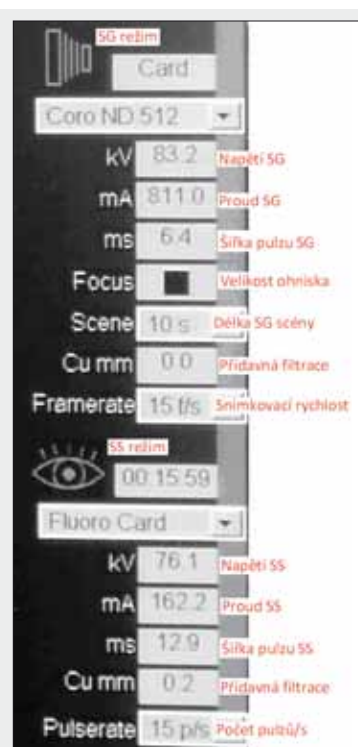 SG režim
Card
Coro ND 512
kV 83.2 Napětí SG
mA 811.0 Proud SG
ms 6.4 Šířka pulzu SG
Focus Velikost ohniska
Scene 10 s Délka SG scény
Cu mm 0.0 Přídavná filtrace
Framerate 15 f/s Snímkovací rychlost
SS režim
00:15:59
Fluoro Card
kV 76.1 Napětí SS
mA 162.2 Proud SS
ms 12.9 Šířka pulzu SS
Cu mm 0.2 Přídavná filtrace
Pulserate 15 p/s Počet pulzů/s